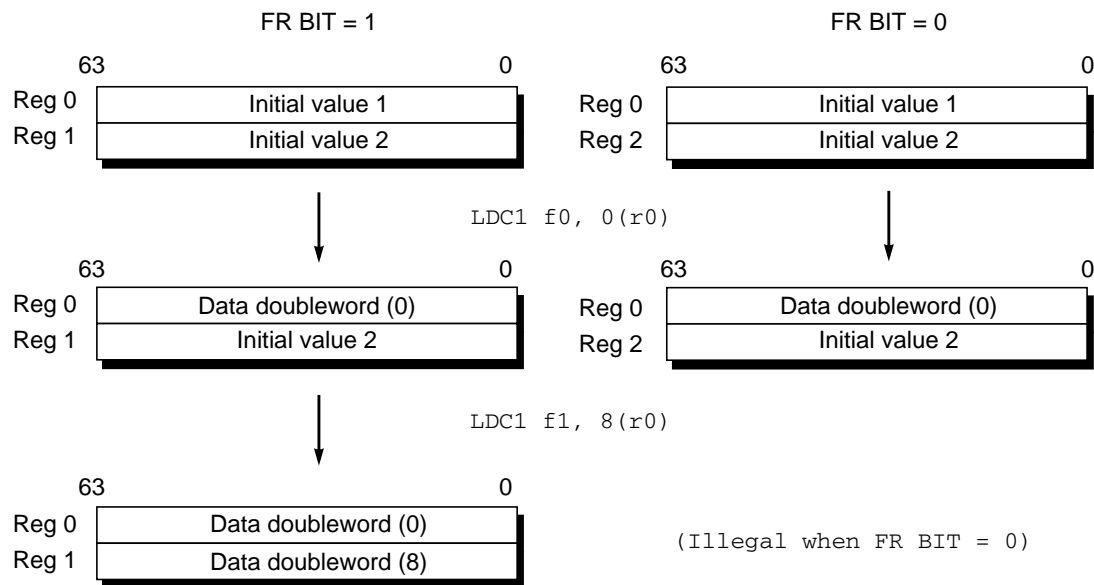 FR BIT = 1 FR BIT = 0
63 0 63 0
Reg 0 Initial value 1 Reg 0 Initial value 1
Reg 1 Initial value 2 Reg 2 Initial value 2
LDC1 f0, 0(r0)
63 0 63 0
Reg 0 Data doubleword (0) Reg 0 Data doubleword (0)
Reg 1 Initial value 2 Reg 2 Initial value 2
LDC1 f1, 8(r0)
63 0
Reg 0 Data doubleword (0)
Reg 1 Data doubleword (8)
(Illegal when FR BIT = 0)